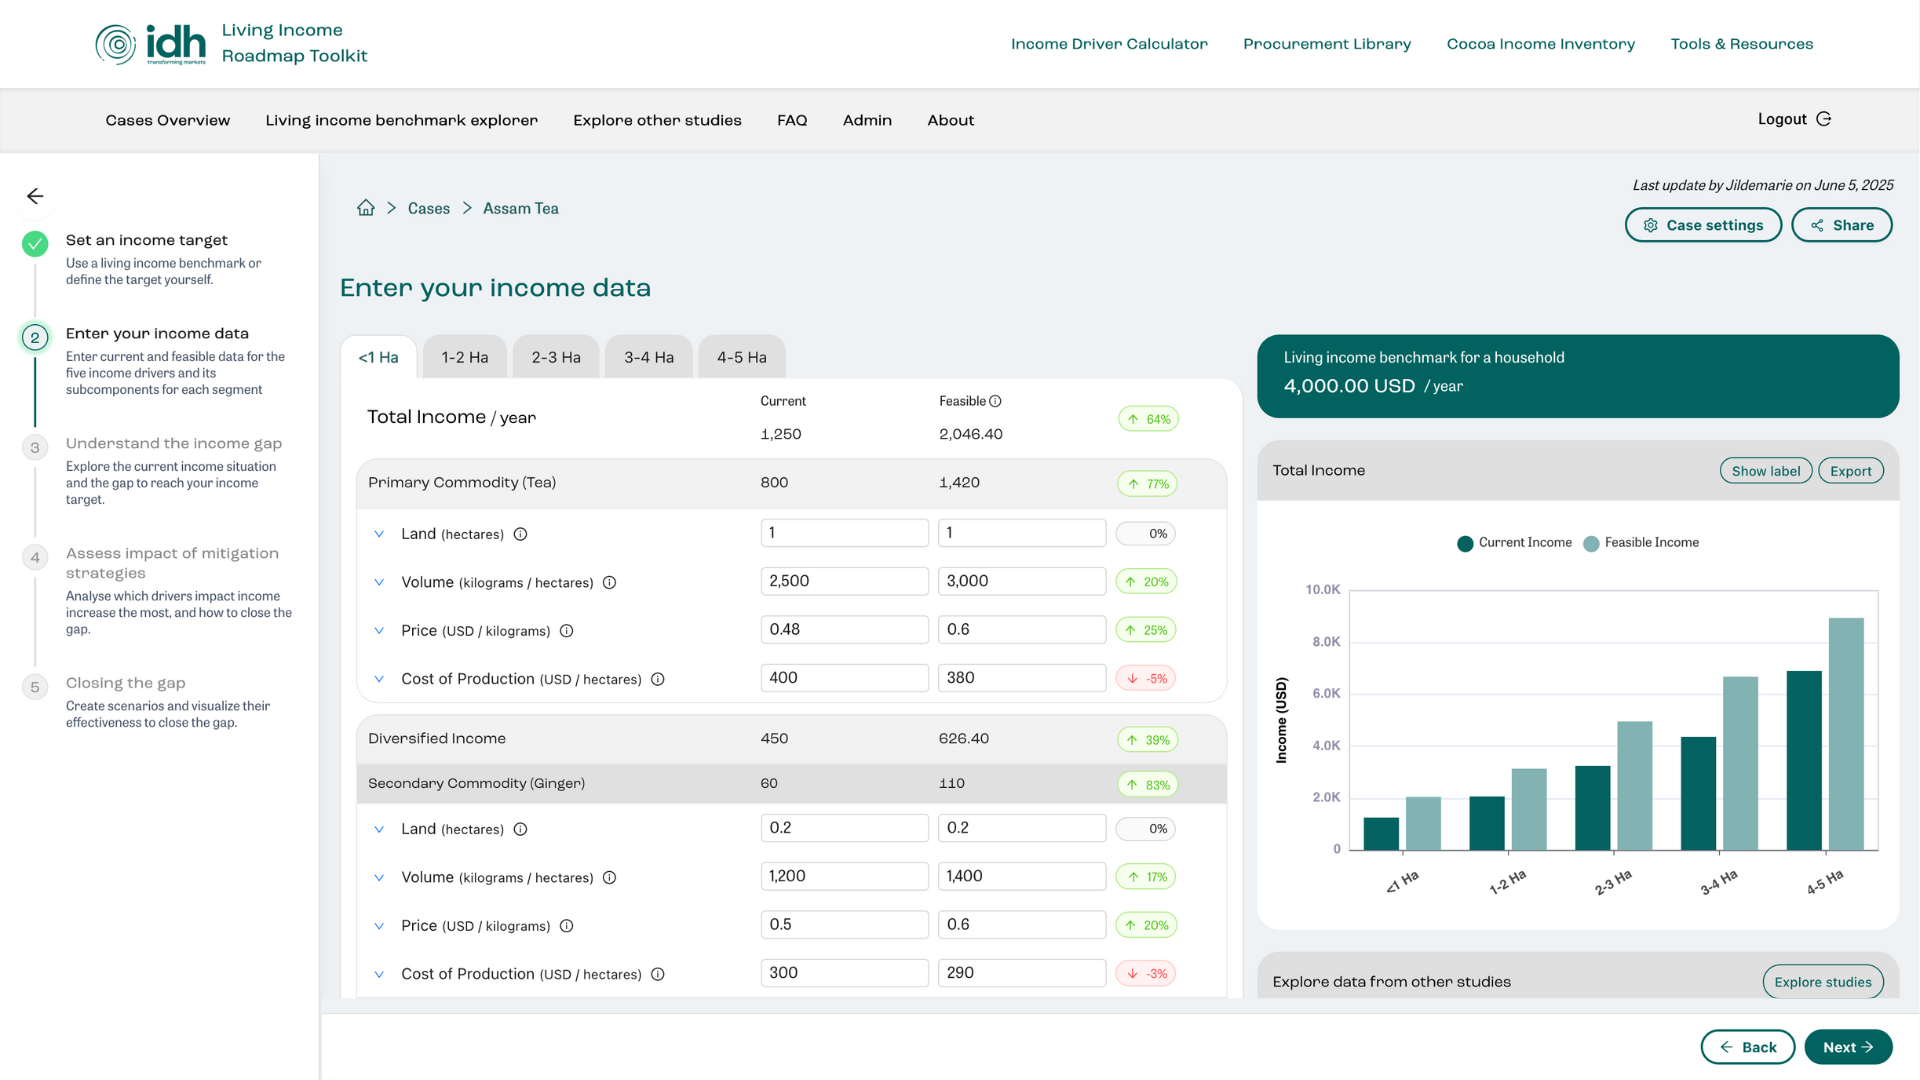 idh
transforming markets
Living Income
Roadmap Toolkit
Income Driver Calculator
Procurement Library
Cocoa Income Inventory
Tools & Resources
Cases Overview
Living income benchmark explorer
Explore other studies
FAQ
Admin
About
Logout
Set an income target
Use a living income benchmark or
define the target yourself.
2
Enter your income data
Enter current and feasible data for the
five income drivers and its
subcomponents for each segment
3
Understand the income gap
Explore the current income situation
and the gap to reach your income
target.
4
Assess impact of mitigation
strategies
Analyse which drivers impact income
increase the most, and how to close the
gap.
5
Closing the gap
Create scenarios and visualize their
effectiveness to close the gap.
Cases
Assam Tea
Last update by Jildemarie on June 5, 2025
Case settings
Share
Enter your income data
<1 Ha
1-2 Ha
2-3 Ha
3-4 Ha
4-5 Ha
Current
Feasible
Total Income / year
1,250
2,046.40
64%
Primary Commodity (Tea)
800
1,420
77%
Land (hectares)
1
1
0%
Volume (kilograms / hectares)
2,500
3,000
20%
Price (USD / kilograms)
0.48
0.6
25%
Cost of Production (USD / hectares)
400
380
-5%
Diversified Income
450
626.40
39%
Secondary Commodity (Ginger)
60
110
83%
Land (hectares)
0.2
0.2
0%
Volume (kilograms / hectares)
1,200
1,400
17%
Price (USD / kilograms)
0.5
0.6
20%
Cost of Production (USD / hectares)
300
290
-3%
Living income benchmark for a household
4,000.00 USD / year
Total Income
Show label
Export
Current Income
Feasible Income
Income (USD)
10.0K
8.0K
6.0K
4.0K
2.0K
0
<1 Ha
1-2 Ha
2-3 Ha
3-4 Ha
4-5 Ha
Explore data from other studies
Explore studies
Back
Next